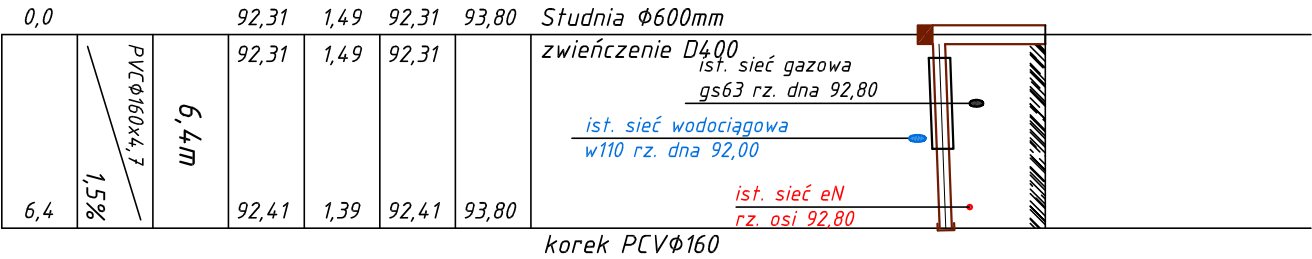 0,0 92,31 1,49 92,31 93,80 Studnia Φ600mm
92,31 1,49 92,31 zwieńczenie D400
PVCΦ160x4,7
1,5%
6,4m
ist. sieć gazowa
gs63 rz. dna 92,80
ist. sieć wodociągowa
w110 rz. dna 92,00
ist. sieć eN
rz. osi 92,80
6,4 92,41 1,39 92,41 93,80
korek PCVΦ160